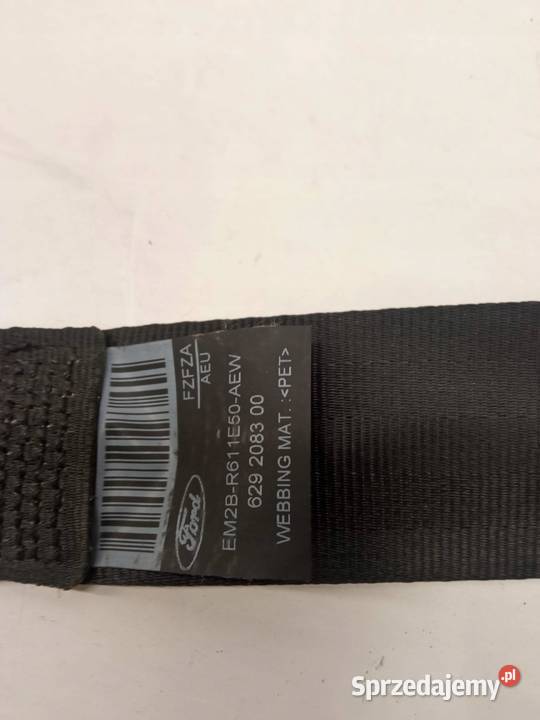 FZFZA
AEU
Ford
EM2B-R611E50-AEW
629 2083 00
WEBBING MAT. :<PET>
Sprzedajemy.pl